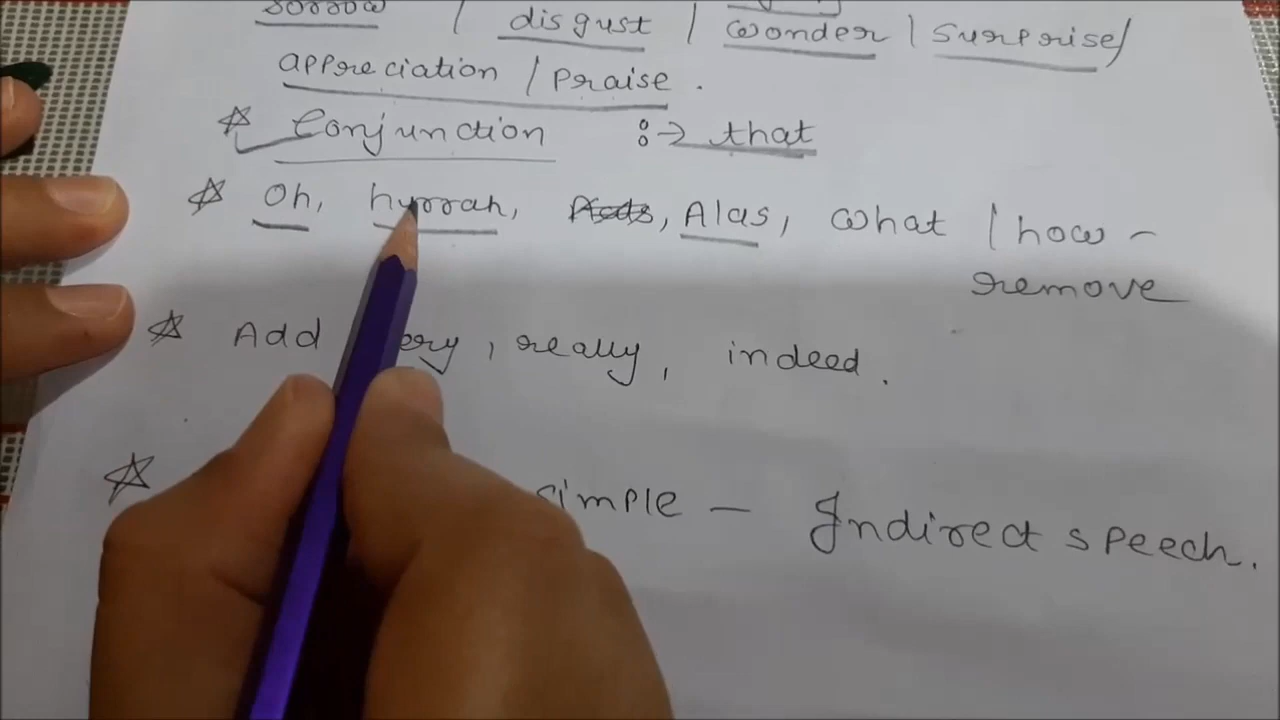 sorrow / disgust / wonder / surprise/
appreciation / praise.
Conjunction :→ that
Oh, hurrah, , Alas, what / how -
remove
Add , really, indeed.
simple - Indirect speech.